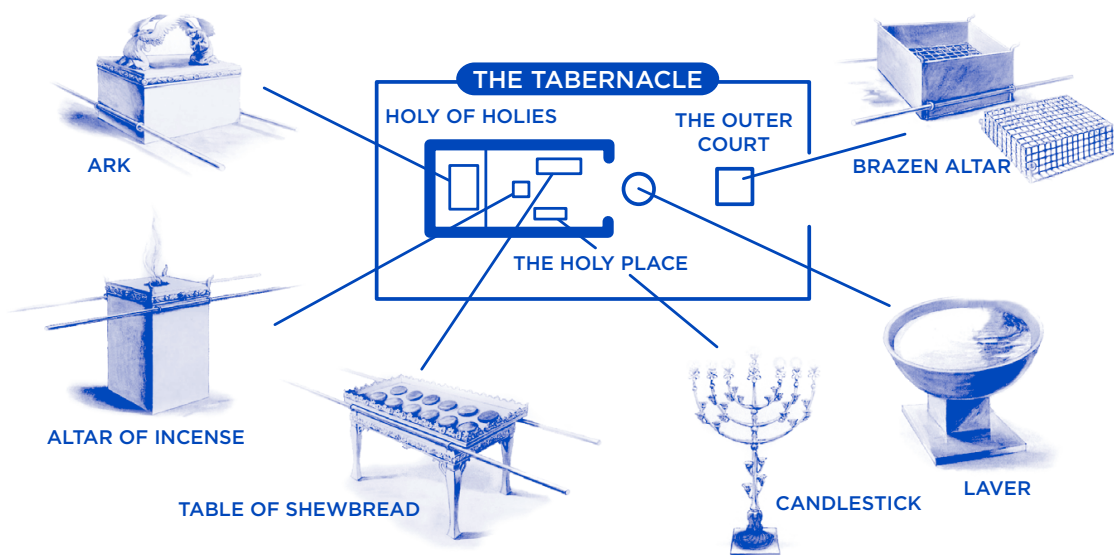 THE TABERNACLE
HOLY OF HOLIES
THE OUTER
COURT
ARK
BRAZEN ALTAR
THE HOLY PLACE
ALTAR OF INCENSE
TABLE OF SHEWBREAD
CANDLESTICK
LAVER